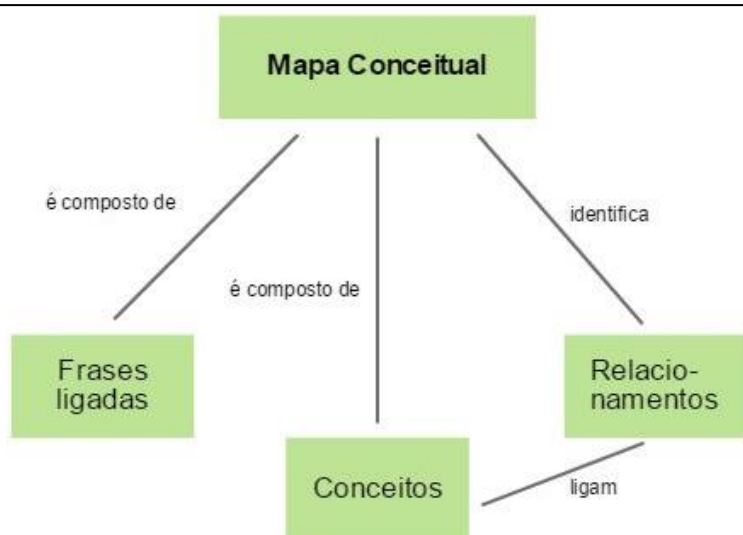 Mapa Conceitual
é composto de
identifica
é composto de
Frases
ligadas
Relacio-
namentos
Conceitos
ligam